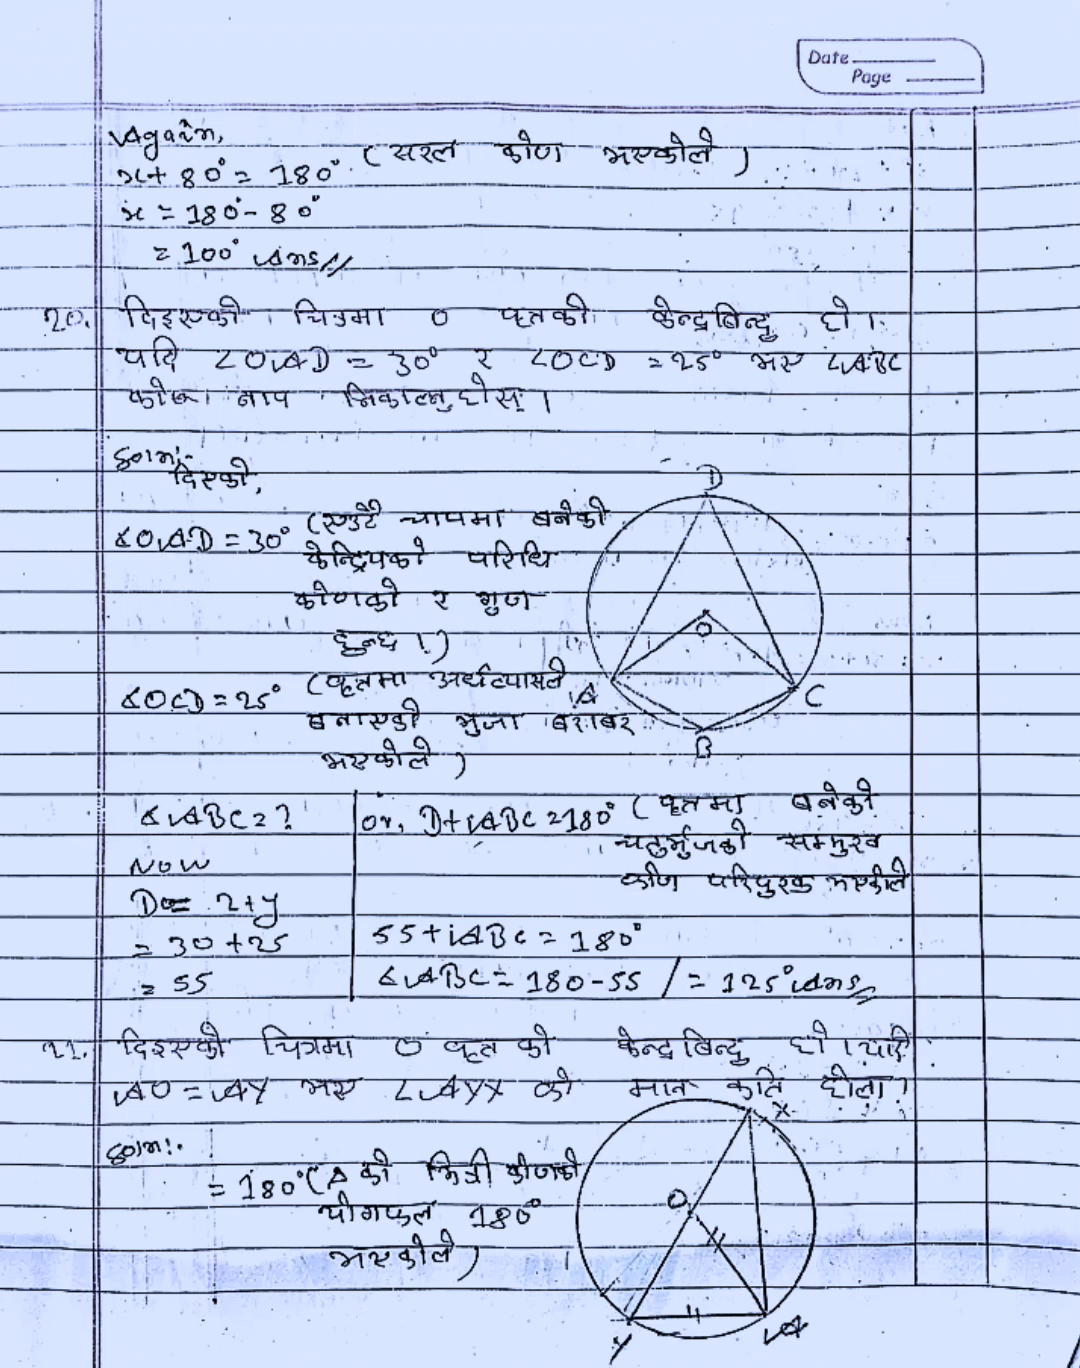 Date
Page
Again,
x + 80° = 180° (सरल कोण भएकोले)
x = 180° - 80°
= 100° Ans//
20. दिइएको चित्रमा O वृतको केन्द्रबिन्दु हो।
यदि ∠OAD = 30° र ∠OCD = 25° भए ∠ABC
को नाप निकाल्नुहोस्।
Soln:-
दिएको,
∠OAD = 30° (एउटै चापमा बनेको
केन्द्रियको परिधि
कोणको २ गुणा
हुन्छ।)
∠OCD = 25° (वृतमा अर्धव्यासले
बनाएको भुजा बराबर
भएकोले)
D
O
A
C
B
∠ABC = ?
Now
D = 2+y
= 30 + 25
= 55
or, D + ABC = 180° (वृतमा बनेको
चतुर्भुजको सम्मुख
कोण परिपुरक भएकोले
55 + ABC = 180°
∠ABC = 180 - 55 / = 125° Ans//
21. दिइएको चित्रमा O वृत को केन्द्रबिन्दु हो। यदि
AO = AY भए ∠AYX को मान कति होला?
Soln:-
= 180° (Δ को भित्री कोणको
योगफल 180°
भएकोले)
X
O
Y
A